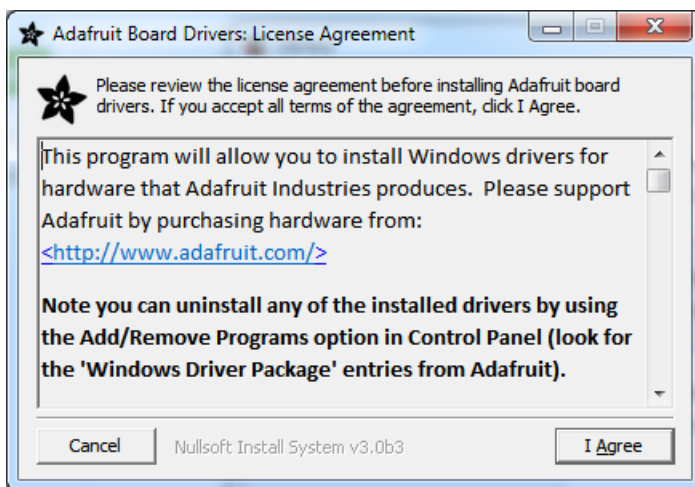 Adafruit Board Drivers: License Agreement
Please review the license agreement before installing Adafruit board
drivers. If you accept all terms of the agreement, click I Agree.
This program will allow you to install Windows drivers for
hardware that Adafruit Industries produces.  Please support
Adafruit by purchasing hardware from:
<http://www.adafruit.com/>
Note you can uninstall any of the installed drivers by using
the Add/Remove Programs option in Control Panel (look for
the 'Windows Driver Package' entries from Adafruit).
Cancel
Nullsoft Install System v3.0b3
I Agree